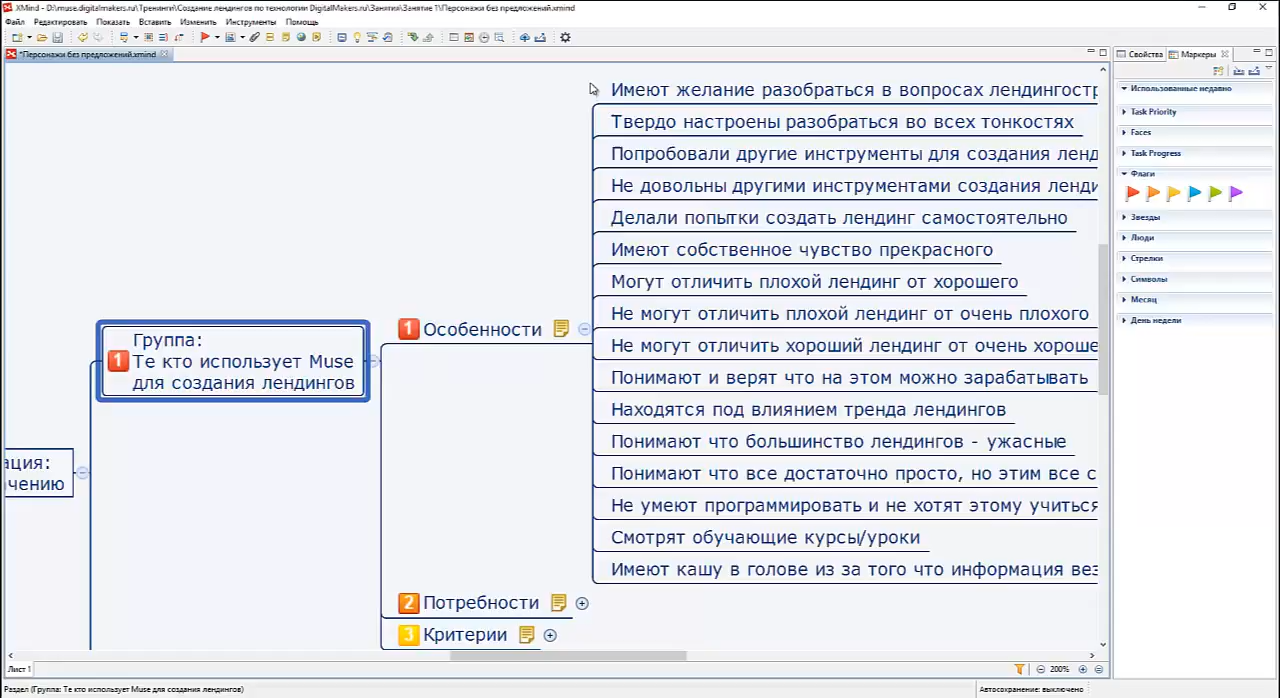 XMind - D:\muse.digitalmakers.ru\Тренинги\Создание лендингов по технологии DigitalMakers.ru\Занятия\Занятие 1\Персонажи без предложений.xmind
Файл Редактировать Показать Вставить Изменить Инструменты Помощь
*Персонажи без предложений.xmind
Свойства Маркеры
Использованные недавно
Task Priority
Faces
Task Progress
Флаги
Звезды
Люди
Стрелки
Символы
Месяц
День недели
Имеют желание разобраться в вопросах лендингостр
Твердо настроены разобраться во всех тонкостях
Попробовали другие инструменты для создания ленд
Не довольны другими инструментами создания ленди
Делали попытки создать лендинг самостоятельно
Имеют собственное чувство прекрасного
Могут отличить плохой лендинг от хорошего
Не могут отличить плохой лендинг от очень плохого
Не могут отличить хороший лендинг от очень хороше
Понимают и верят что на этом можно зарабатывать
Находятся под влиянием тренда лендингов
Понимают что большинство лендингов - ужасные
Понимают что все достаточно просто, но этим все с
Не умеют программировать и не хотят этому учиться
Смотрят обучающие курсы/уроки
Имеют кашу в голове из за того что информация вез
1 Особенности
Группа:
1 Те кто использует Muse
для создания лендингов
ация:
чению
2 Потребности
3 Критерии
Лист 1
200%
Раздел (Группа: Те кто использует Muse для создания лендингов)
Автосохранение: выключено